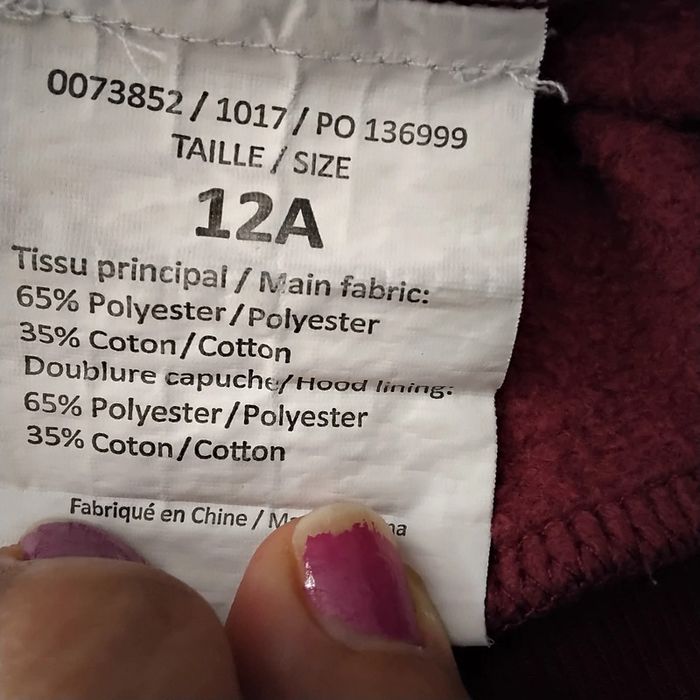 0073852 / 1017 / PO 136999
TAILLE / SIZE
12A
Tissu principal / Main fabric:
65% Polyester/Polyester
35% Coton/Cotton
Doublure capuche/Hood lining:
65% Polyester/Polyester
35% Coton/Cotton
Fabriqué en Chine /